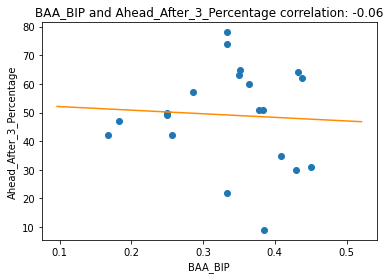 BAA_BIP and Ahead_After_3_Percentage correlation: -0.06
80
70
60
50
40
30
20
10
Ahead_After_3_Percentage
0.1 0.2 0.3 0.4 0.5
BAA_BIP